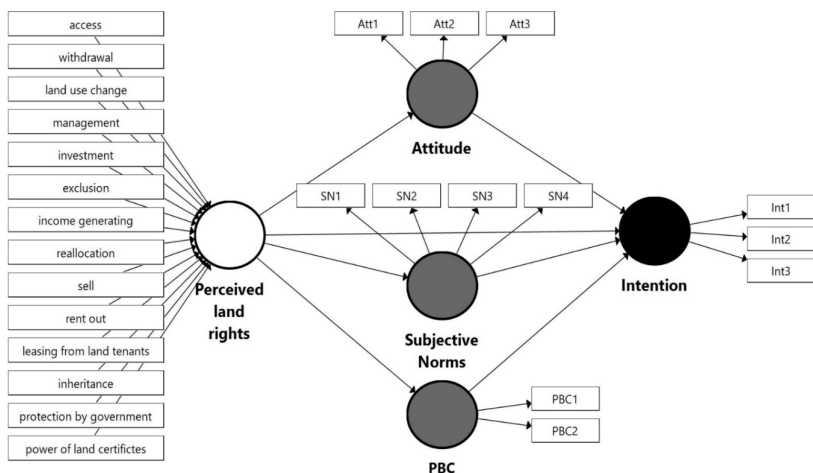 access
withdrawal
land use change
management
investment
exclusion
income generating
reallocation
sell
rent out
leasing from land tenants
inheritance
protection by government
power of land certifictes
Perceived
land
rights
Att1
Att2
Att3
Attitude
SN1
SN2
SN3
SN4
Subjective
Norms
PBC1
PBC2
PBC
Intention
Int1
Int2
Int3